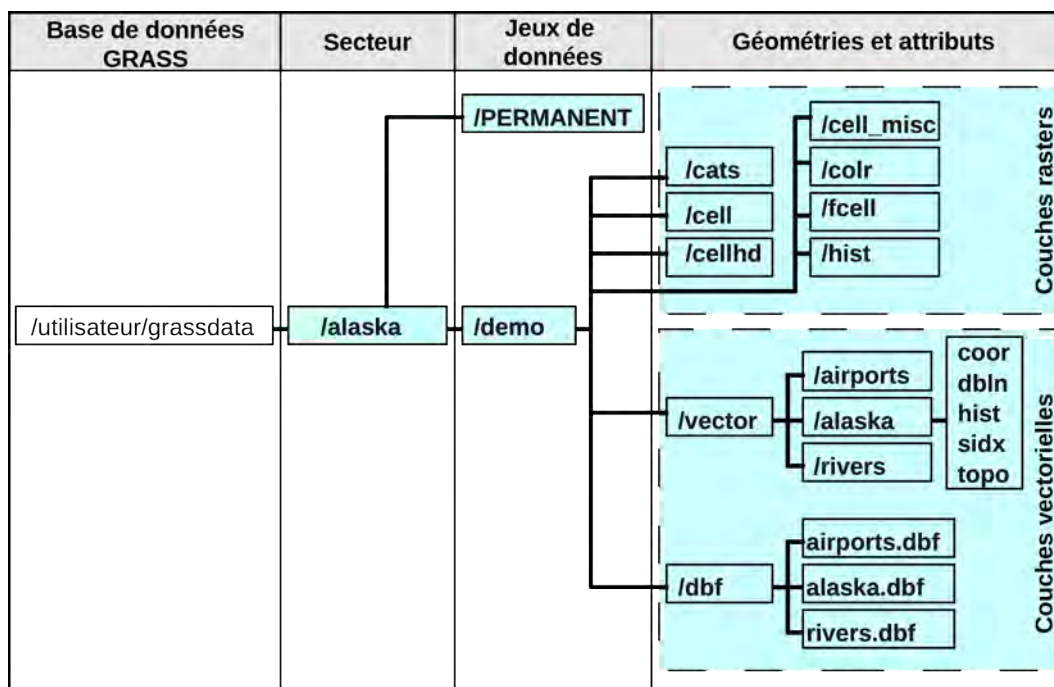 Base de données
GRASS
Secteur
Jeux de
données
Géométries et attributs
/utilisateur/grassdata
/alaska
/PERMANENT
/demo
/cats
/cell
/cellhd
/cell_misc
/colr
/fcell
/hist
Couches rasters
/vector
/airports
/alaska
/rivers
coor
dbln
hist
sidx
topo
/dbf
airports.dbf
alaska.dbf
rivers.dbf
Couches vectorielles